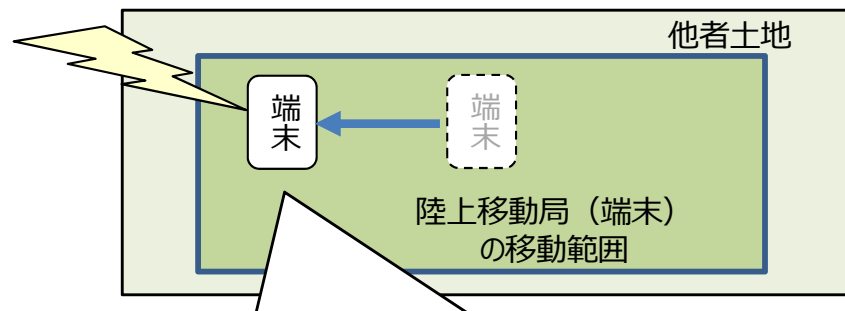 他者土地
端末
端末
陸上移動局（端末）
の移動範囲